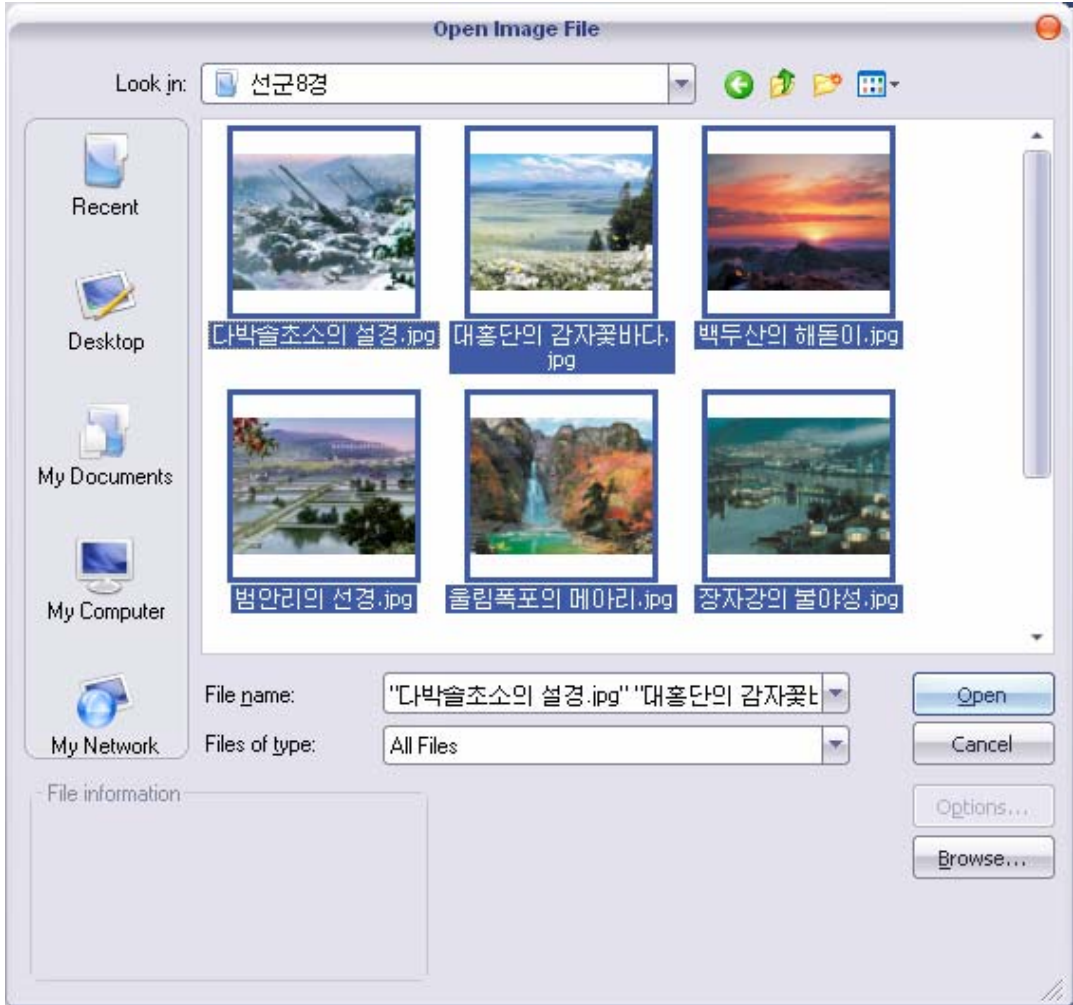 Open Image File
Look in:
선군8경
Recent
Desktop
My Documents
My Computer
My Network
다박솔초소의 설경.jpg
대홍단의 감자꽃바다.
jpg
백두산의 해돋이.jpg
범안리의 선경.jpg
울림폭포의 메아리.jpg
장자강의 불야성.jpg
File name:
"다박솔초소의 설경.jpg" "대홍단의 감자꽃ㅂ
Open
Files of type:
All Files
Cancel
File information
Options...
Browse...